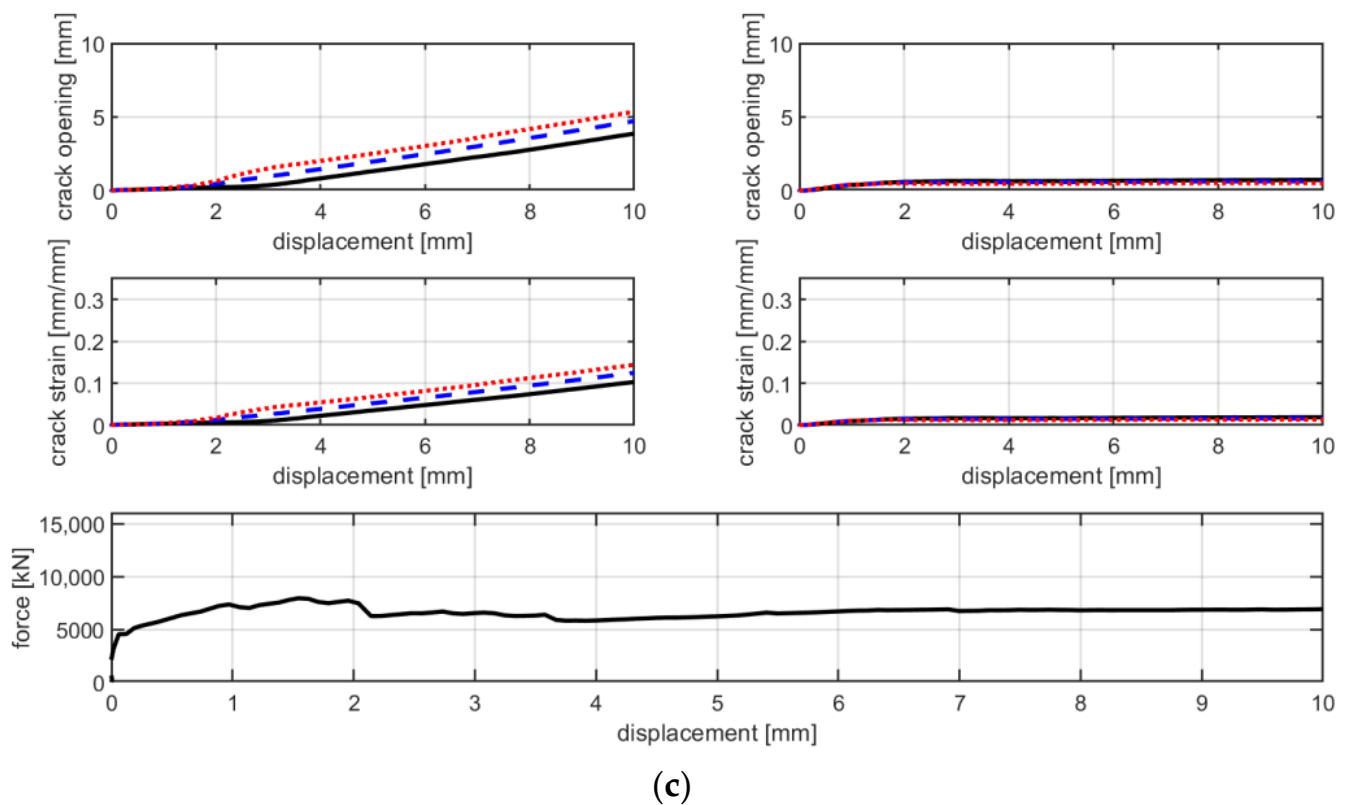 crack opening [mm]
10
5
0
0 2 4 6 8 10
displacement [mm]
crack opening [mm]
10
5
0
0 2 4 6 8 10
displacement [mm]
crack strain [mm/mm]
0.3
0.2
0.1
0
0 2 4 6 8 10
displacement [mm]
crack strain [mm/mm]
0.3
0.2
0.1
0
0 2 4 6 8 10
displacement [mm]
force [kN]
15,000
10,000
5000
0
0 1 2 3 4 5 6 7 8 9 10
displacement [mm]
(c)